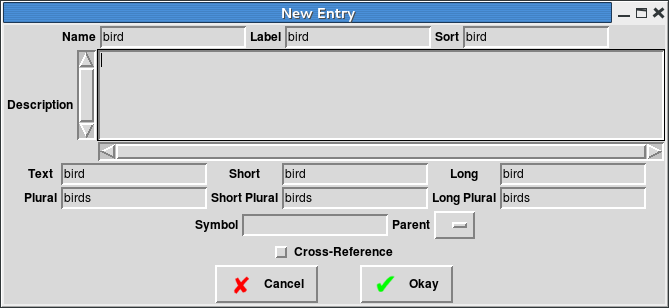 New Entry
Name bird Label bird Sort bird
Description
Text bird Short bird Long bird
Plural birds Short Plural birds Long Plural birds
Symbol Parent
Cross-Reference
Cancel Okay